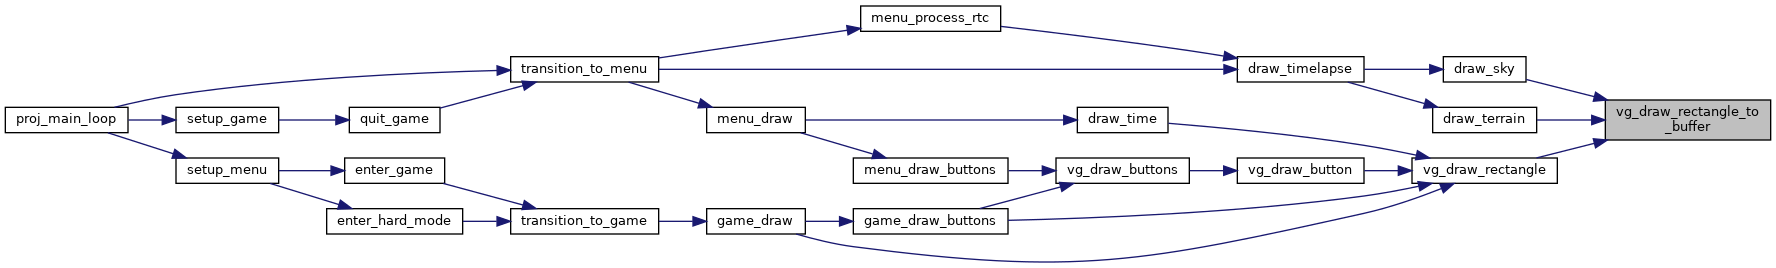 menu_process_rtc
transition_to_menu
draw_timelapse
draw_sky
proj_main_loop
setup_game
quit_game
menu_draw
draw_time
draw_terrain
vg_draw_rectangle_to
_buffer
setup_menu
enter_game
menu_draw_buttons
vg_draw_buttons
vg_draw_button
vg_draw_rectangle
enter_hard_mode
transition_to_game
game_draw
game_draw_buttons